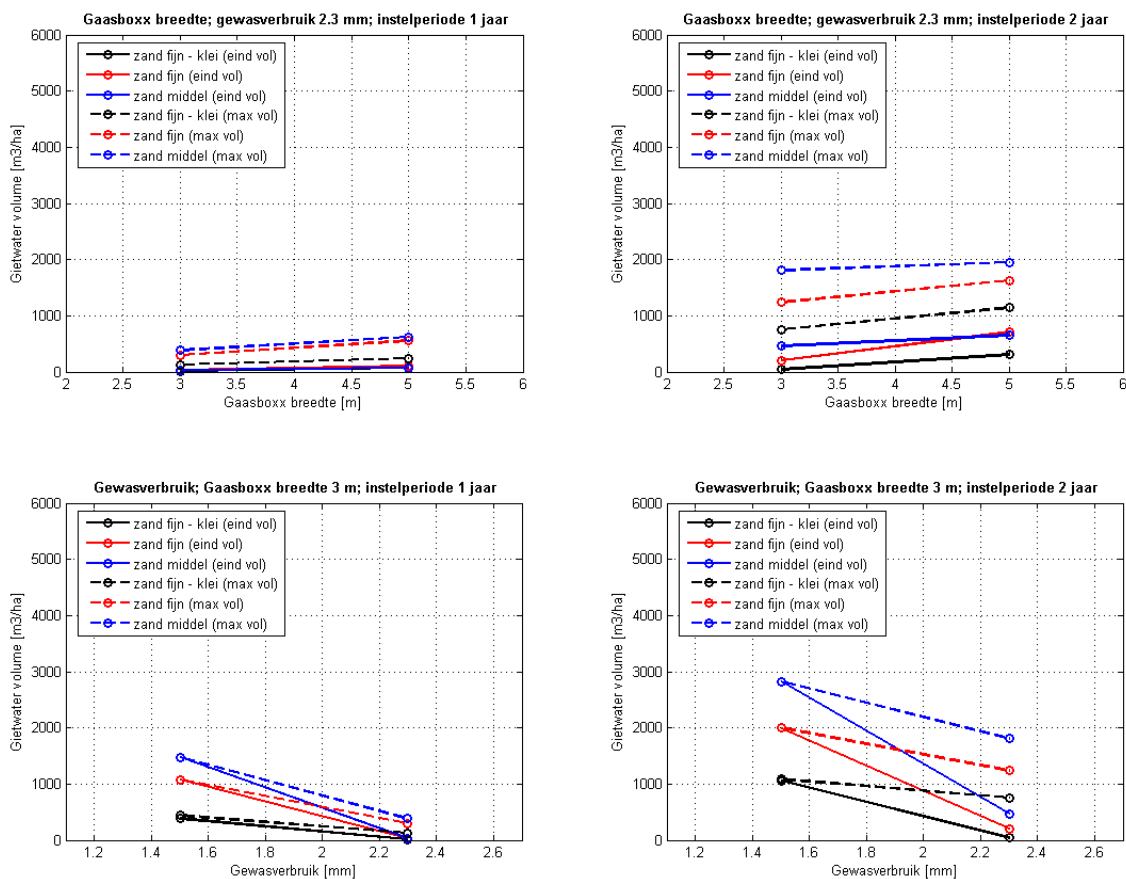 Gaasboxx breedte; gewasverbruik 2.3 mm; instelperiode 1 jaar
6000
5000
4000
3000
2000
1000
0
Gietwater volume [m3/ha]
zand fijn - klei (eind vol)
zand fijn (eind vol)
zand middel (eind vol)
zand fijn - klei (max vol)
zand fijn (max vol)
zand middel (max vol)
2 2.5 3 3.5 4 4.5 5 5.5 6
Gaasboxx breedte [m]
Gaasboxx breedte; gewasverbruik 2.3 mm; instelperiode 2 jaar
6000
5000
4000
3000
2000
1000
0
Gietwater volume [m3/ha]
zand fijn - klei (eind vol)
zand fijn (eind vol)
zand middel (eind vol)
zand fijn - klei (max vol)
zand fijn (max vol)
zand middel (max vol)
2 2.5 3 3.5 4 4.5 5 5.5 6
Gaasboxx breedte [m]
Gewasverbruik; Gaasboxx breedte 3 m; instelperiode 1 jaar
6000
5000
4000
3000
2000
1000
0
Gietwater volume [m3/ha]
zand fijn - klei (eind vol)
zand fijn (eind vol)
zand middel (eind vol)
zand fijn - klei (max vol)
zand fijn (max vol)
zand middel (max vol)
1.2 1.4 1.6 1.8 2 2.2 2.4 2.6
Gewasverbruik [mm]
Gewasverbruik; Gaasboxx breedte 3 m; instelperiode 2 jaar
6000
5000
4000
3000
2000
1000
0
Gietwater volume [m3/ha]
zand fijn - klei (eind vol)
zand fijn (eind vol)
zand middel (eind vol)
zand fijn - klei (max vol)
zand fijn (max vol)
zand middel (max vol)
1.2 1.4 1.6 1.8 2 2.2 2.4 2.6
Gewasverbruik [mm]